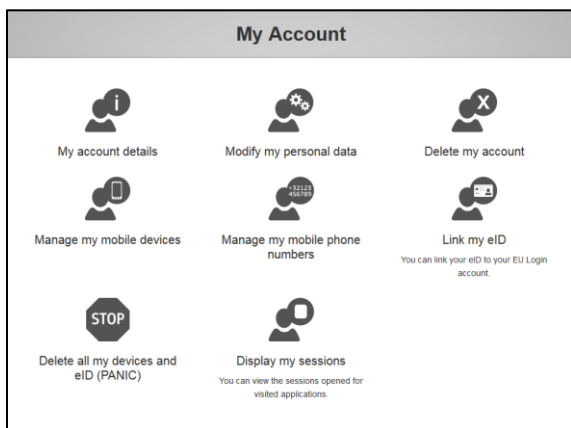 My Account
i
X
My account details
Modify my personal data
Delete my account
+32123
456789
Manage my mobile devices
Manage my mobile phone
numbers
Link my eID
You can link your eID to your EU Login
account.
STOP
Delete all my devices and
eID (PANIC)
Display my sessions
You can view the sessions opened for
visited applications.